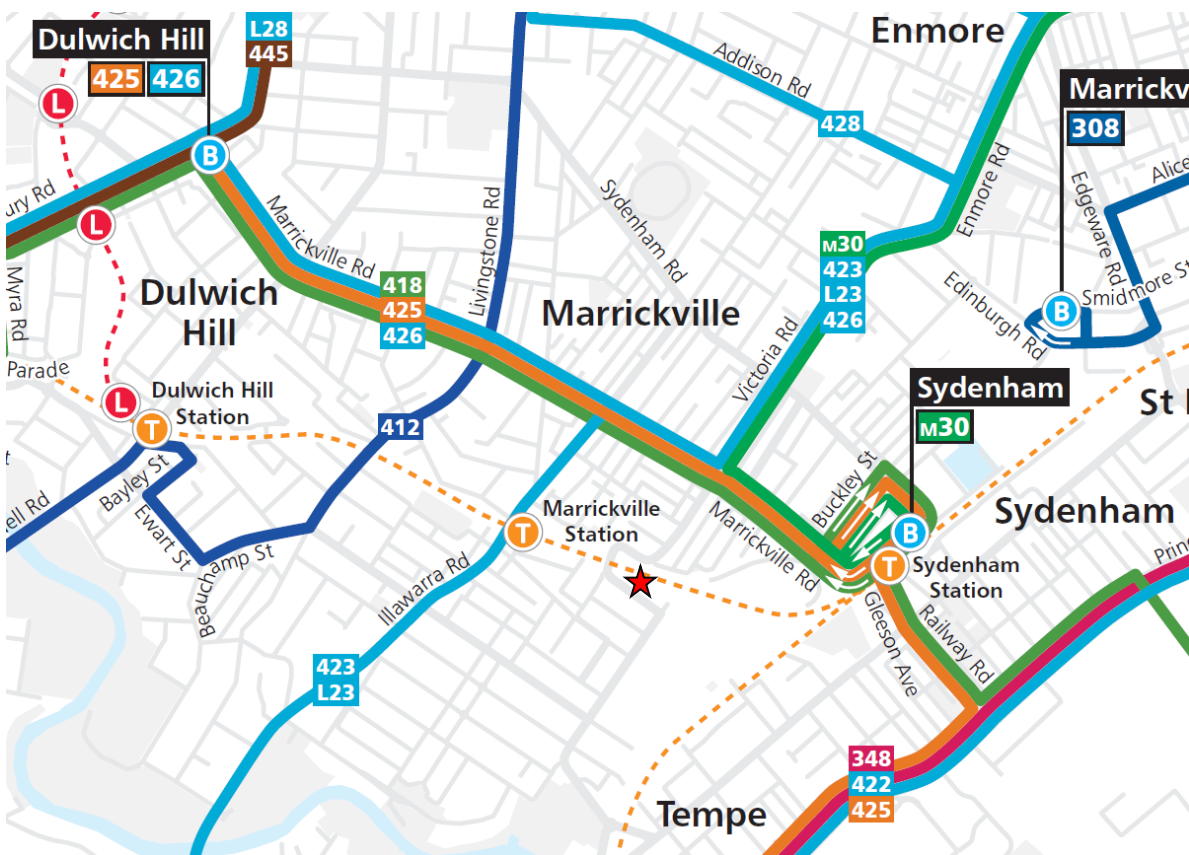 Dulwich Hill
425 426
L28
445
Enmore
Addison Rd
428
Marrickv
308
Enmore Rd
Edgeware Rd
Alice
ury Rd
Marrickville Rd
Livingstone Rd
Sydenham Rd
M30
423
L23
426
Smidmore St
Edinburgh Rd
Myra Rd
Dulwich
Hill
418
425
426
Marrickville
Victoria Rd
Parade
Dulwich Hill
Station
Sydenham
M30
St
412
Bayley St
Buckley St
ell Rd
Ewart St
Beauchamp St
Marrickville
Station
Marrickville Rd
Sydenham
Princ
Sydenham
Station
Illawarra Rd
Gleeson Ave
Railway Rd
423
L23
348
422
425
Tempe
L
L
L
B
B
B
T
T
T